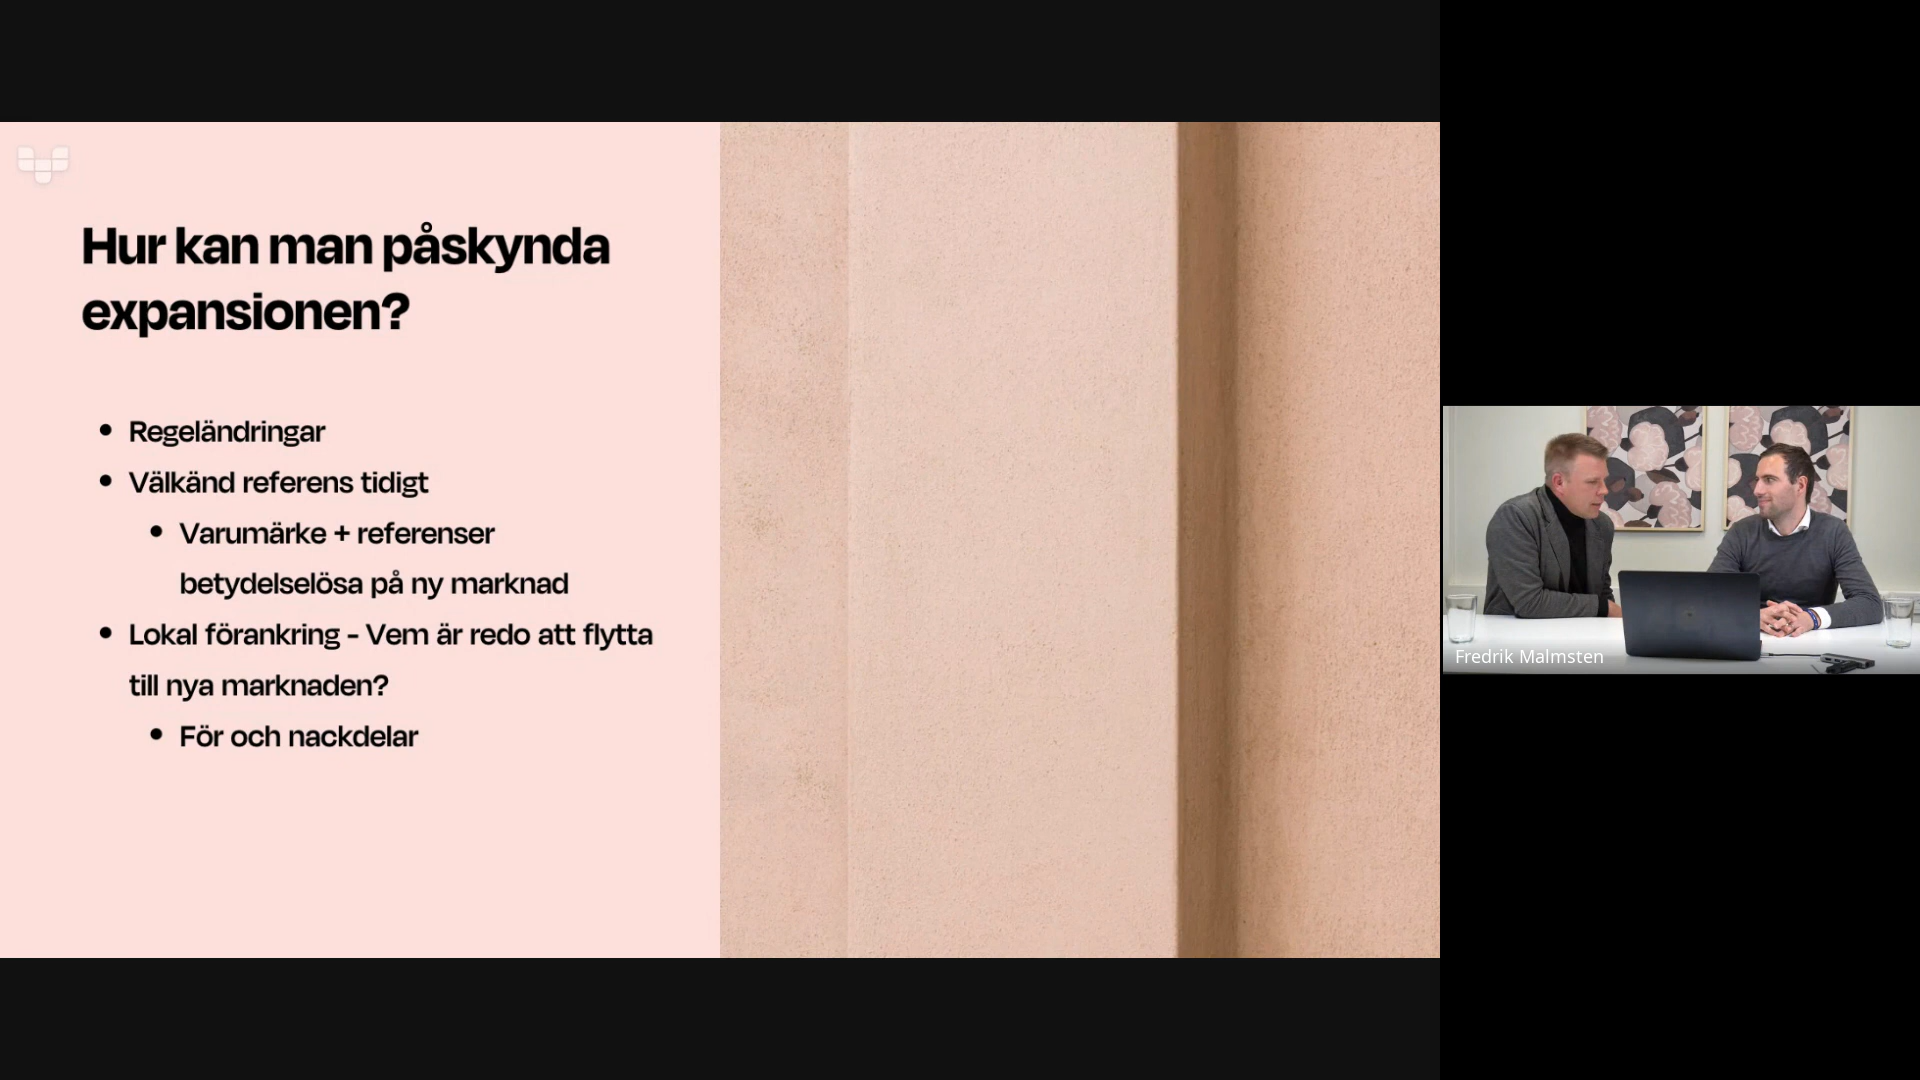 Hur kan man påskynda
expansionen?
• Regeländringar
• Välkänd referens tidigt
• Varumärke + referenser
betydelselösa på ny marknad
• Lokal förankring - Vem är redo att flytta
till nya marknaden?
• För och nackdelar
Fredrik Malmsten